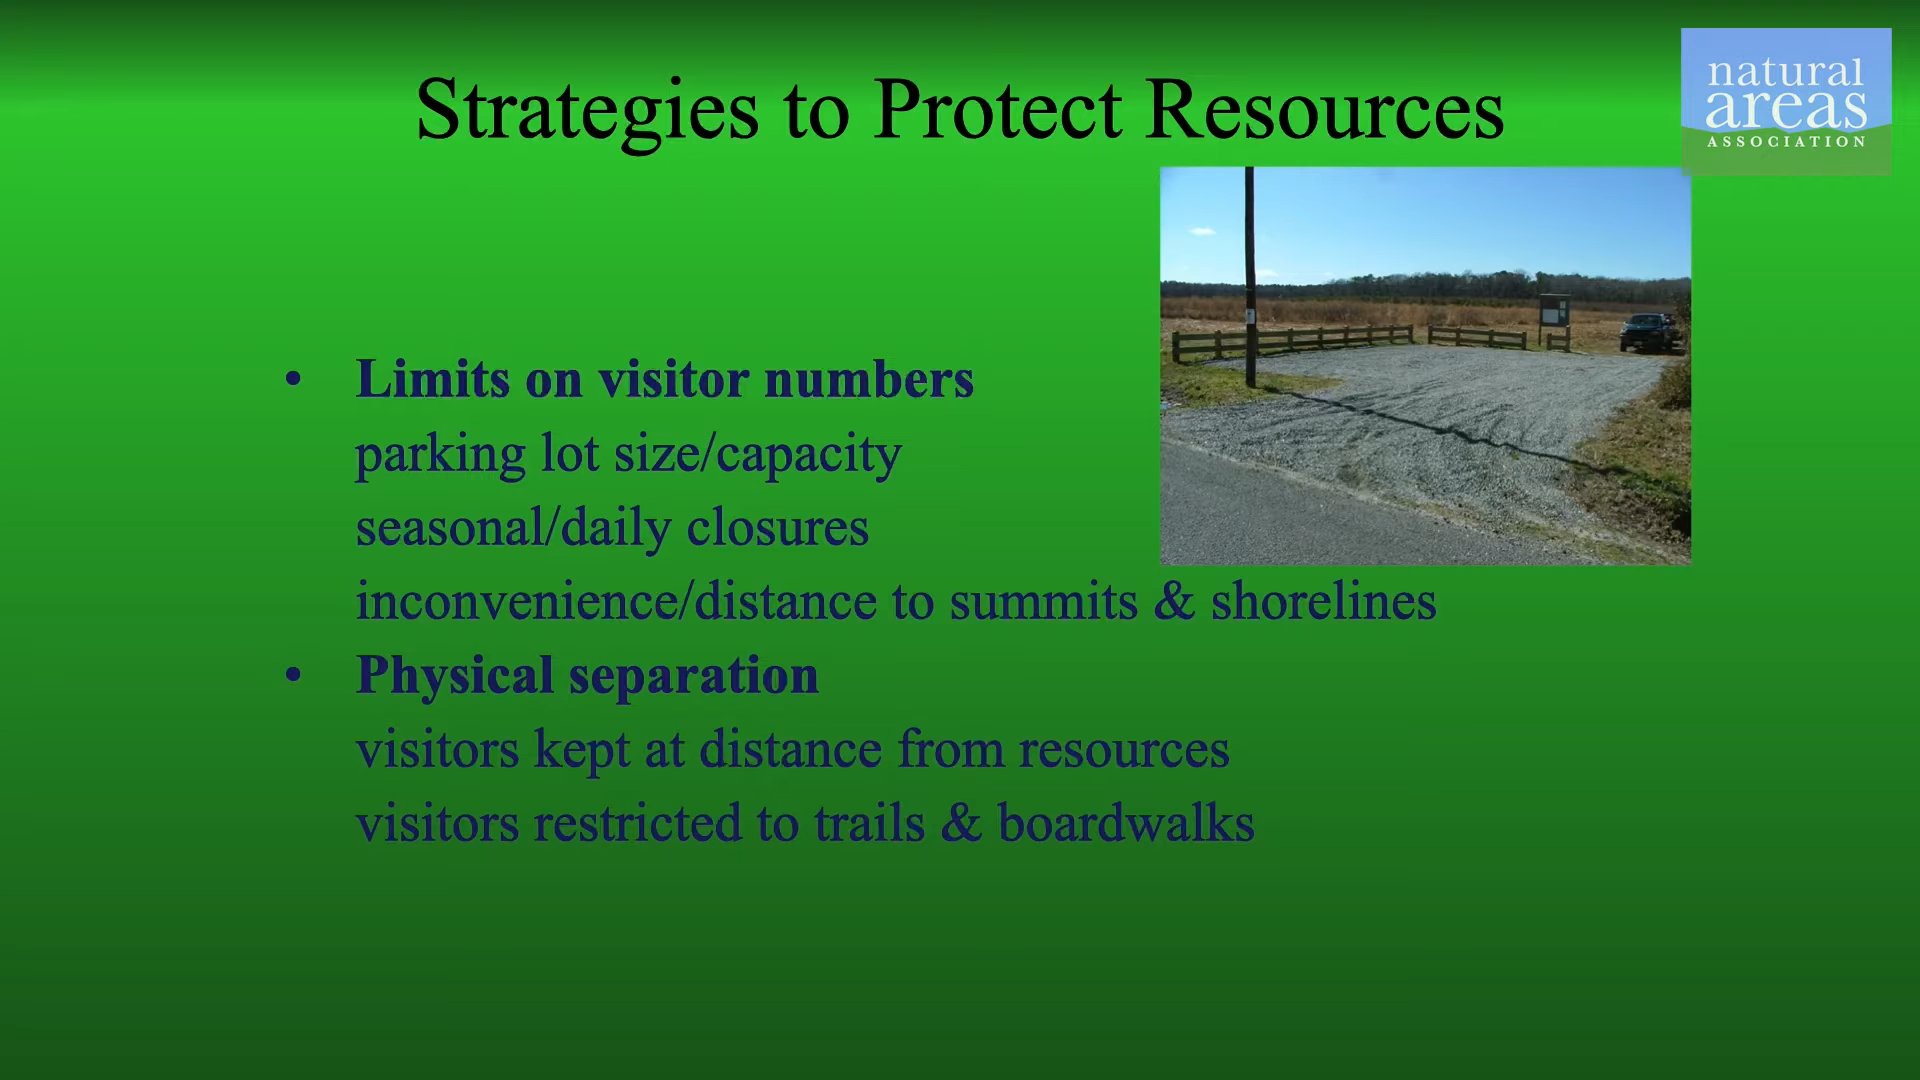 Strategies to Protect Resources
natural
areas
ASSOCIATION
• Limits on visitor numbers
parking lot size/capacity
seasonal/daily closures
inconvenience/distance to summits & shorelines
• Physical separation
visitors kept at distance from resources
visitors restricted to trails & boardwalks